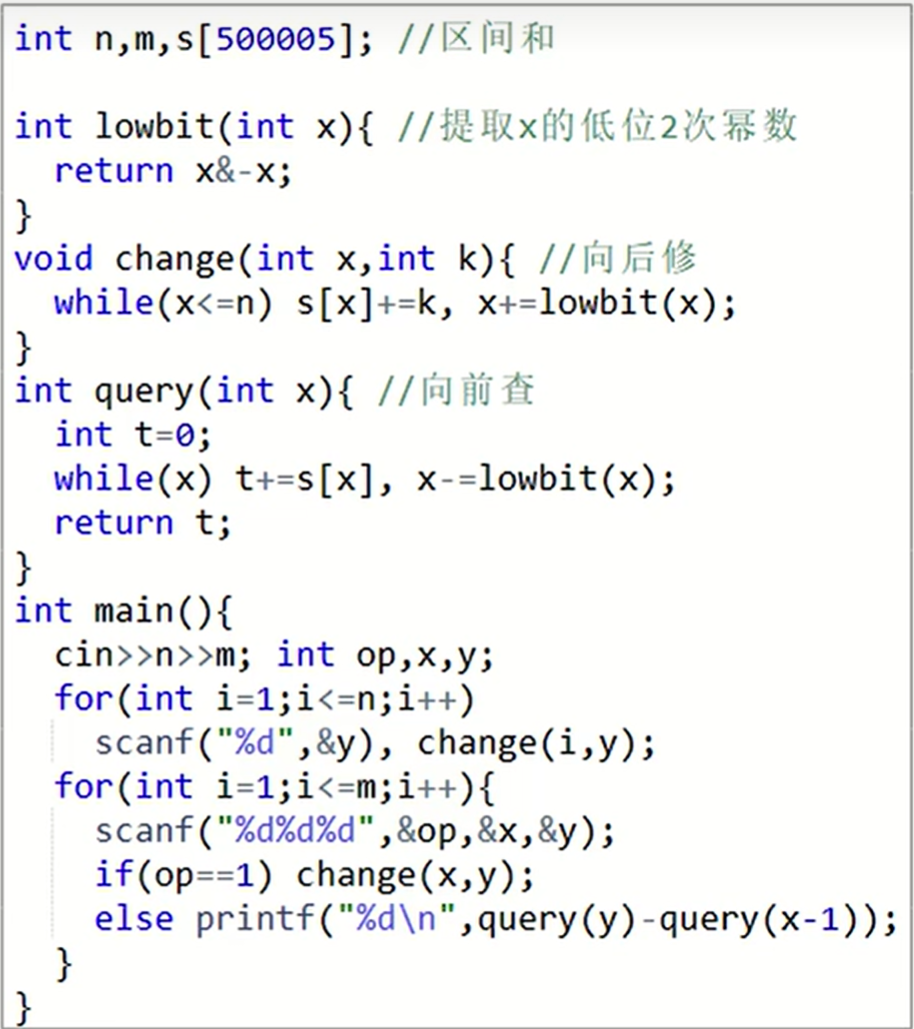 int n,m,s[500005]; //区间和
int lowbit(int x){ //提取x的低位2次幂数
return x&-x;
}
void change(int x,int k){ //向后修
while(x<=n) s[x]+=k, x+=lowbit(x);
}
int query(int x){ //向前查
int t=0;
while(x) t+=s[x], x-=lowbit(x);
return t;
}
int main(){
cin>>n>>m; int op,x,y;
for(int i=1;i<=n;i++)
scanf("%d",&y), change(i,y);
for(int i=1;i<=m;i++){
scanf("%d%d%d",&op,&x,&y);
if(op==1) change(x,y);
else printf("%d\n",query(y)-query(x-1));
}
}